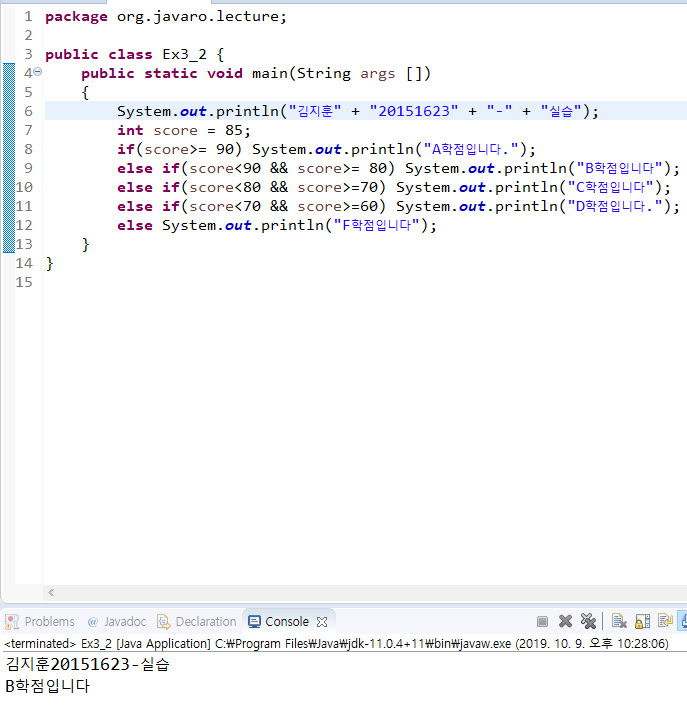 1 package org.javaro.lecture;
2
3 public class Ex3_2 {
4     public static void main(String args [])
5     {
6         System.out.println("김지훈" + "20151623" + "-" + "실습");
7         int score = 85;
8         if(score>= 90) System.out.println("A학점입니다.");
9         else if(score<90 && score>= 80) System.out.println("B학점입니다");
10         else if(score<80 && score>=70) System.out.println("C학점입니다");
11         else if(score<70 && score>=60) System.out.println("D학점입니다.");
12         else System.out.println("F학점입니다");
13     }
14 }
15
Problems @ Javadoc Declaration Console
<terminated> Ex3_2 [Java Application] C:₩Program Files₩Java₩jdk-11.0.4+11₩bin₩javaw.exe (2019. 10. 9. 오후 10:28:06)
김지훈20151623-실습
B학점입니다